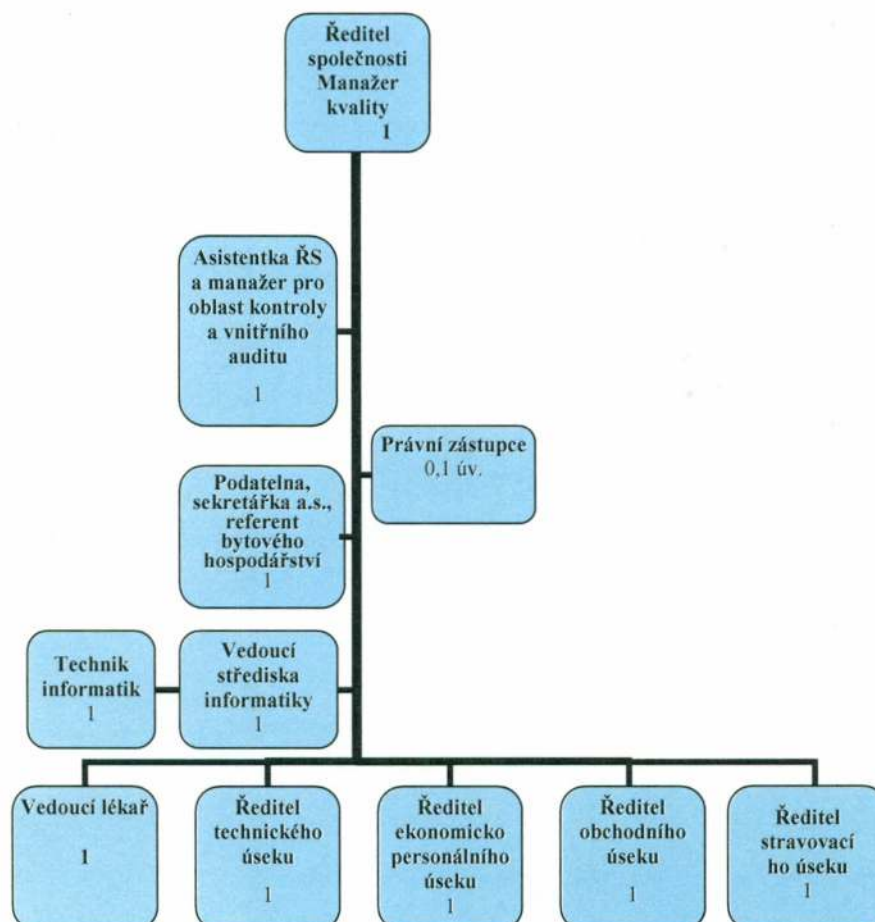 Ředitel
společnosti
Manažer
kvality
1
Asistentka ŘS
a manažer pro
oblast kontroly
a vnitřního
auditu
1
Právní zástupce
0,1 úv.
Podatelna,
sekretářka a.s.,
referent
bytového
hospodářství
1
Technik
informatik
1
Vedoucí
střediska
informatiky
1
Vedoucí lékař
1
Ředitel
technického
úseku
1
Ředitel
ekonomicko
personálního
úseku
1
Ředitel
obchodního
úseku
1
Ředitel
stravovací
ho úseku
1